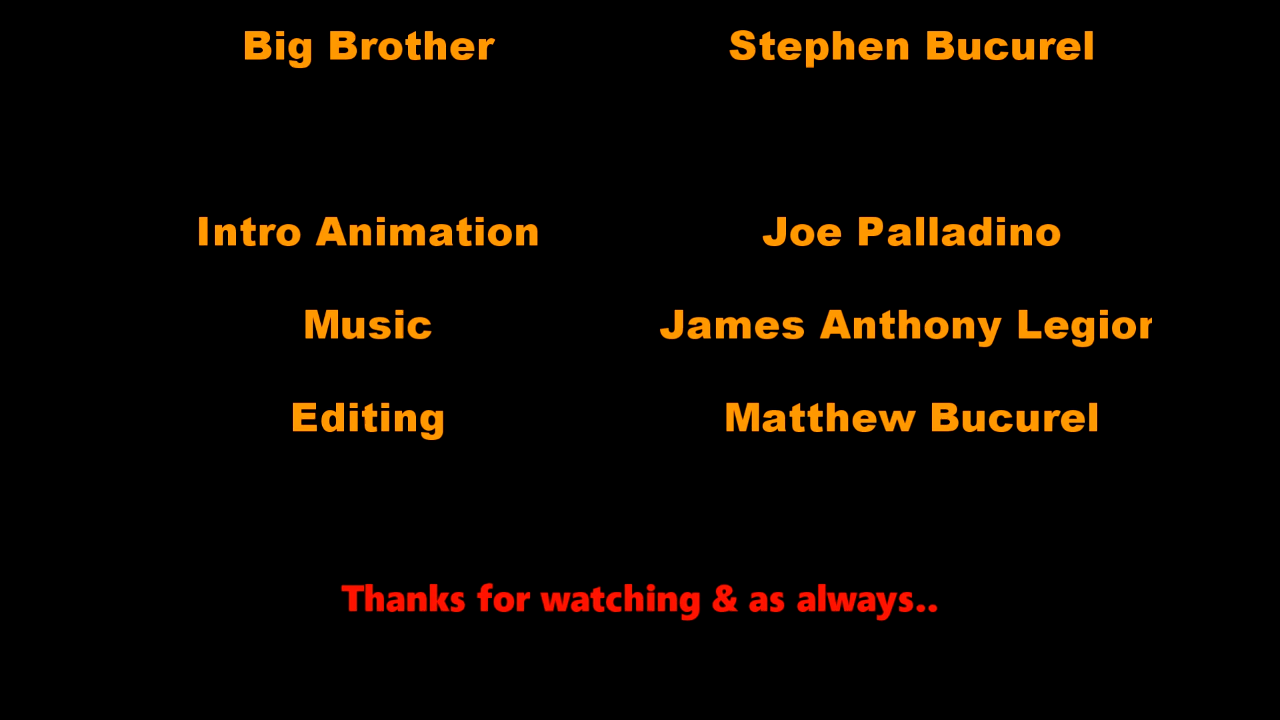 Big Brother Stephen Bucurel
Intro Animation Joe Palladino
Music James Anthony
Editing Matthew Bucurel
Thanks for watching & as always..